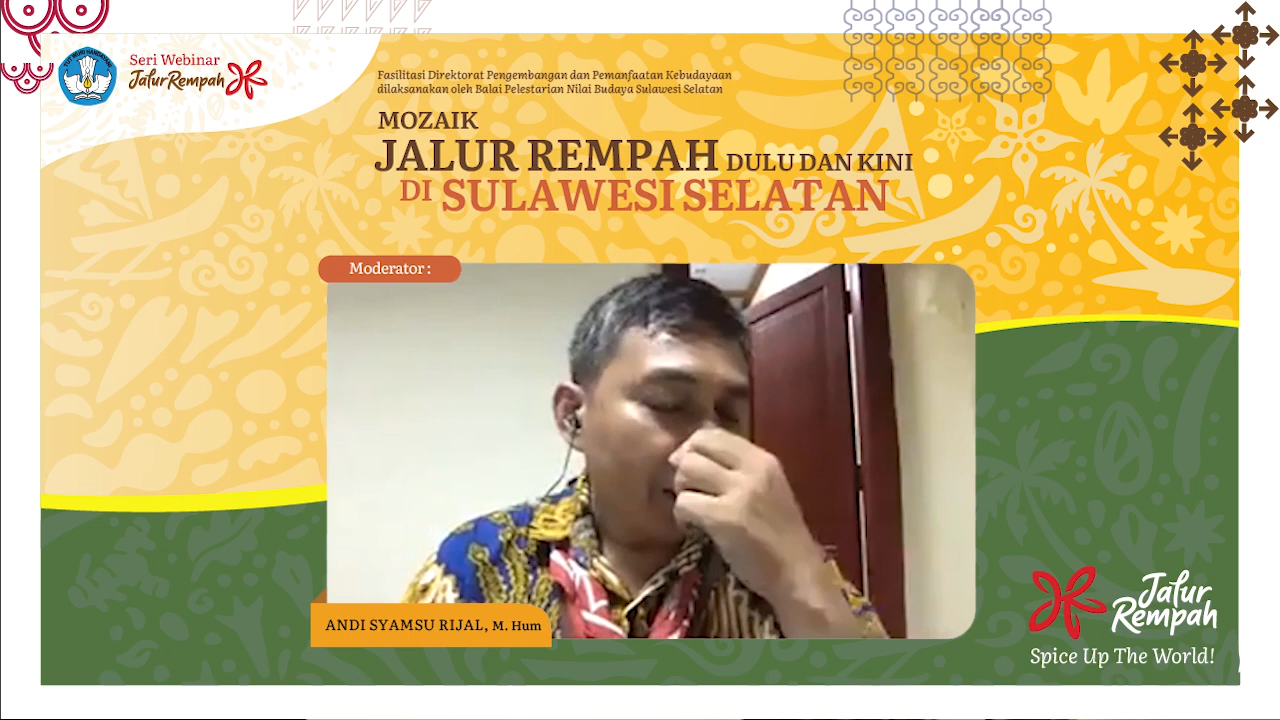 Seri Webinar
Jalur Rempah
Fasilitasi Direktorat Pengembangan dan Pemanfaatan Kebudayaan
dilaksanakan oleh Balai Pelestarian Nilai Budaya Sulawesi Selatan
MOZAIK
JALUR REMPAH DULU DAN KINI
DI SULAWESI SELATAN
Moderator :
ANDI SYAMSU RIJAL, M. Hum
Jalur
Rempah
Spice Up The World!